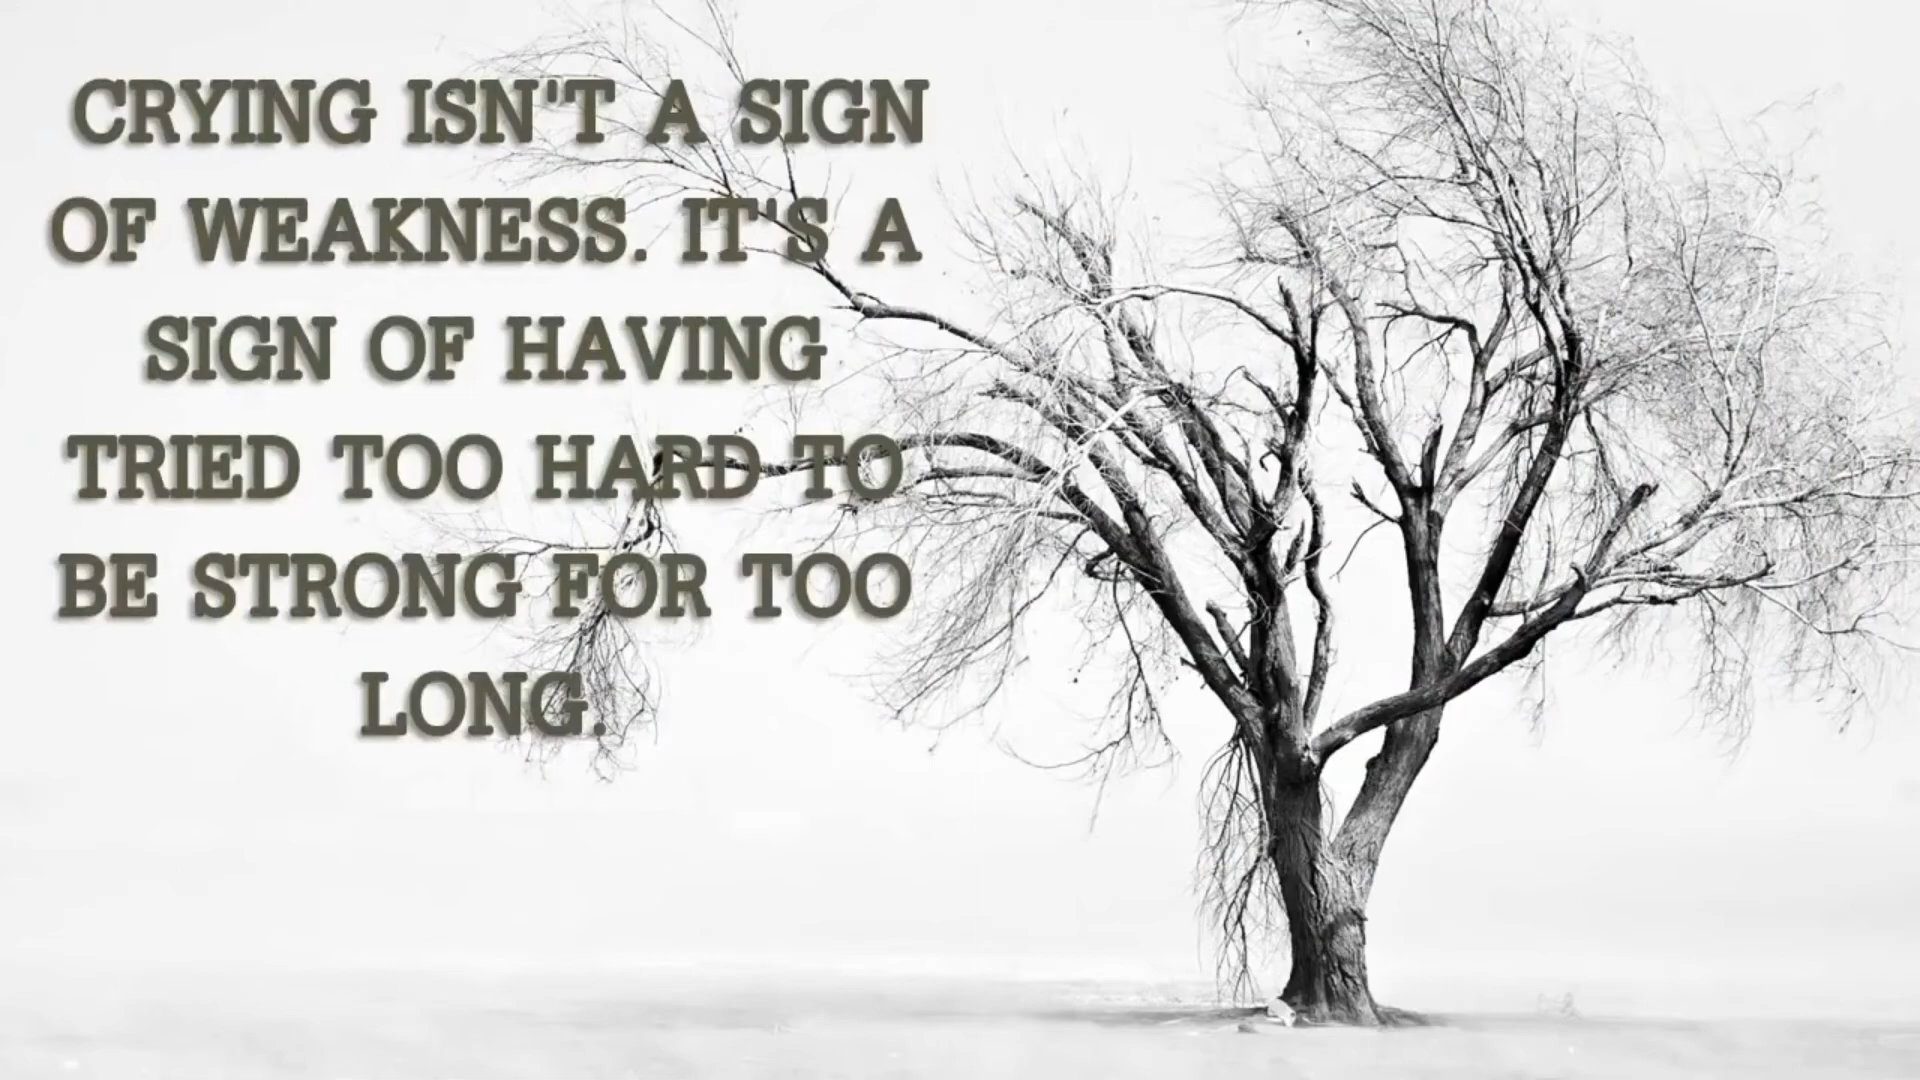 CRYING ISN'T A SIGN
OF WEAKNESS. IT'S A
SIGN OF HAVING
TRIED TOO HARD TO
BE STRONG FOR TOO
LONG.